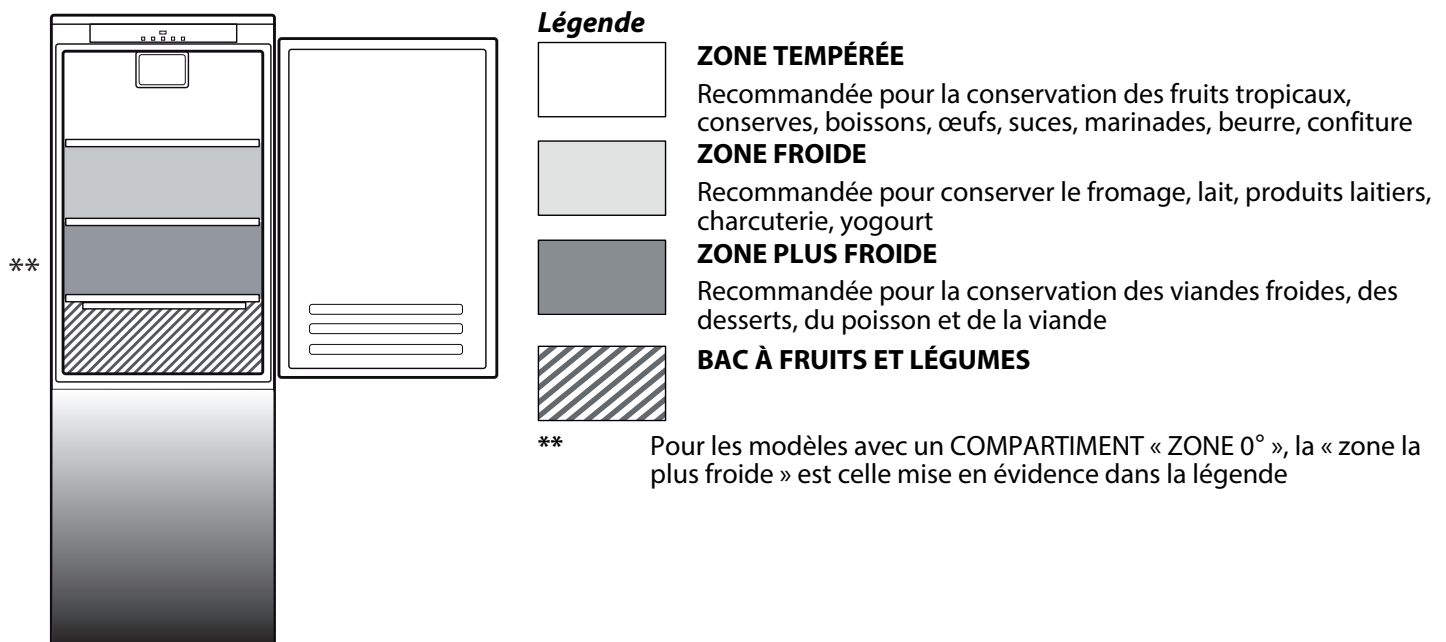 Légende
ZONE TEMPÉRÉE
Recommandée pour la conservation des fruits tropicaux,
conserves, boissons, œufs, suces, marinades, beurre, confiture
ZONE FROIDE
Recommandée pour conserver le fromage, lait, produits laitiers,
charcuterie, yogourt
ZONE PLUS FROIDE
Recommandée pour la conservation des viandes froides, des
desserts, du poisson et de la viande
BAC À FRUITS ET LÉGUMES
**
** Pour les modèles avec un COMPARTIMENT « ZONE 0° », la « zone la
plus froide » est celle mise en évidence dans la légende